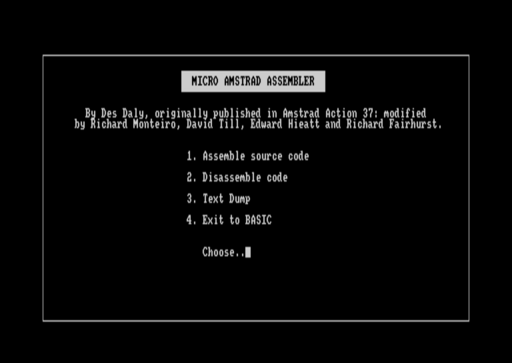 MICRO AMSTRAD ASSEMBLER
By Des Daly, originally published in Amstrad Action 37: modified
by Richard Monteiro, David Till, Edward Hieatt and Richard Fairhurst.
1. Assemble source code
2. Disassemble code
3. Text Dump
4. Exit to BASIC
Choose..